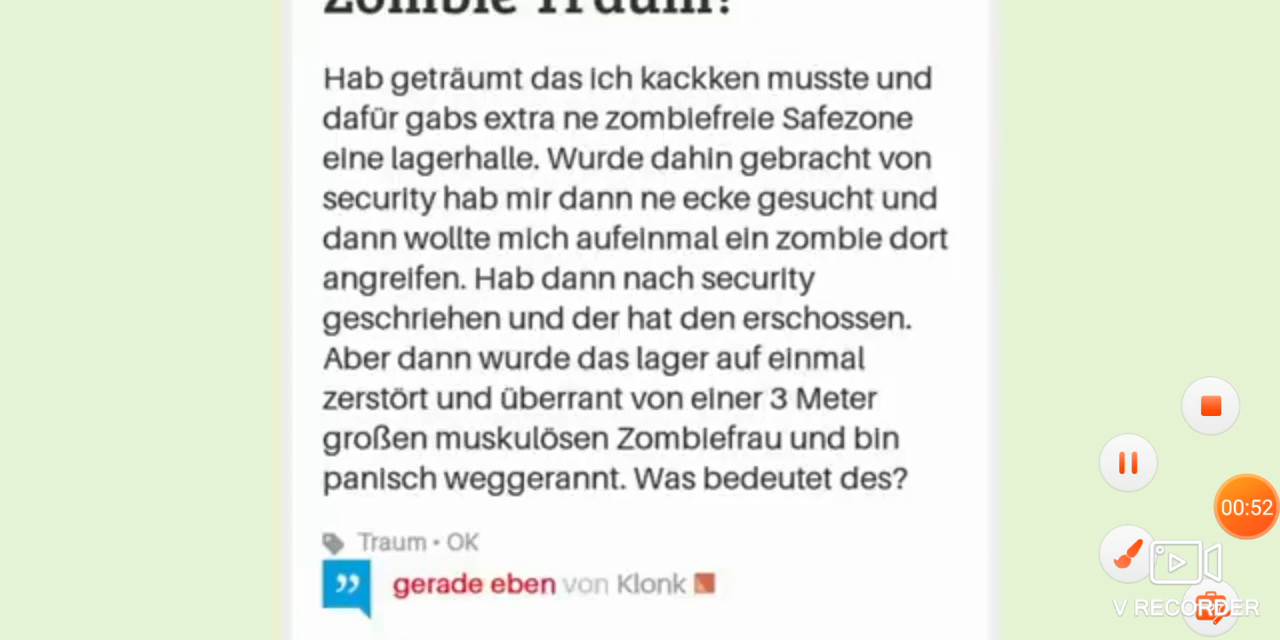 Zombie Traum?
Hab geträumt das ich kackken musste und
dafür gabs extra ne zombiefreie Safezone
eine lagerhalle. Wurde dahin gebracht von
security hab mir dann ne ecke gesucht und
dann wollte mich aufeinmal ein zombie dort
angreifen. Hab dann nach security
geschriehen und der hat den erschossen.
Aber dann wurde das lager auf einmal
zerstört und überrant von einer 3 Meter
großen muskulösen Zombiefrau und bin
panisch weggerannt. Was bedeutet des?
Traum • OK
gerade eben von Klonk
00:52
V RECORDER